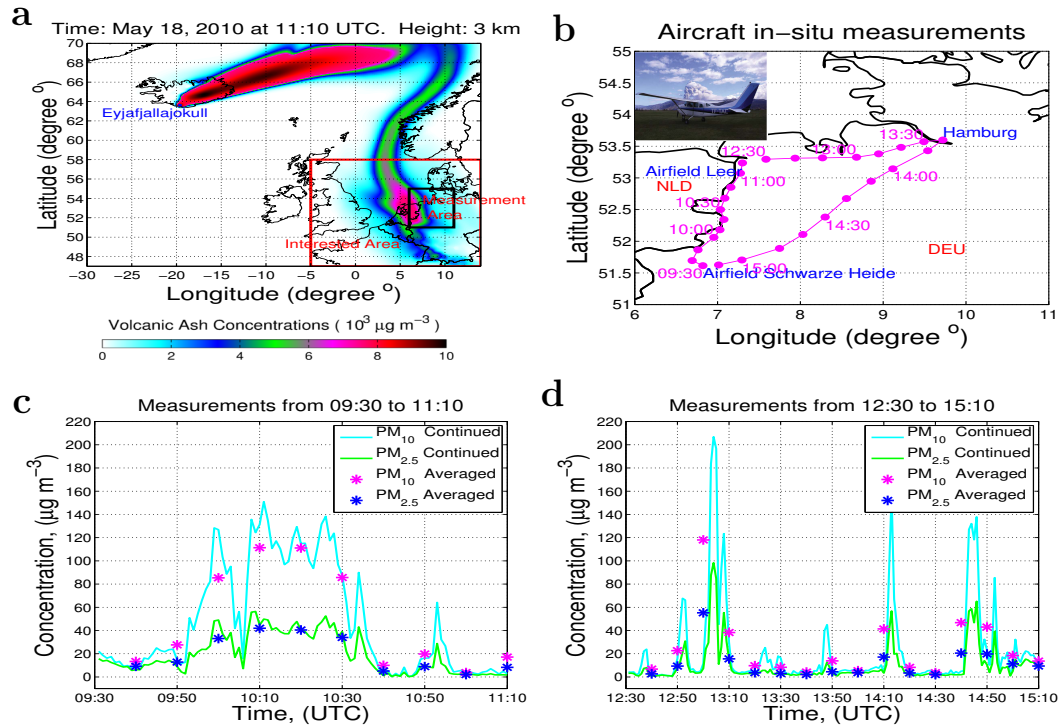 a
Time: May 18, 2010 at 11:10 UTC. Height: 3 km
70
67
64
61
58
56
54
52
50
48
Latitude (degree °)
Eyjafjallajokull
Measurement
Area
Interested Area
−30 −25 −20 −15 −10 −5 0 5 10
Longitude (degree °)
Volcanic Ash Concentrations ( 10³ μg m⁻³)
0 2 4 6 8 10
b
Aircraft in−situ measurements
55
54.5
54
53.5
53
52.5
52
51.5
51
Latitude (degree °)
12:30
13:00
13:30
Hamburg
Airfield Leer
NLD
11:00
14:00
10:30
14:30
10:00
DEU
09:30
Airfield Schwarze Heide
15:00
6 7 8 9 10 11
Longitude (degree °)
c
Measurements from 09:30 to 11:10
220
200
180
160
140
120
100
80
60
40
20
0
Concentration, (μg m⁻³)
PM₁₀ Continued
PM₂.₅ Continued
PM₁₀ Averaged
PM₂.₅ Averaged
09:30 09:50 10:10 10:30 10:50 11:10
Time, (UTC)
d
Measurements from 12:30 to 15:10
220
200
180
160
140
120
100
80
60
40
20
0
Concentration, (μg m⁻³)
PM₁₀ Continued
PM₂.₅ Continued
PM₁₀ Averaged
PM₂.₅ Averaged
12:30 12:50 13:10 13:30 13:50 14:10 14:30 14:50 15:10
Time, (UTC)